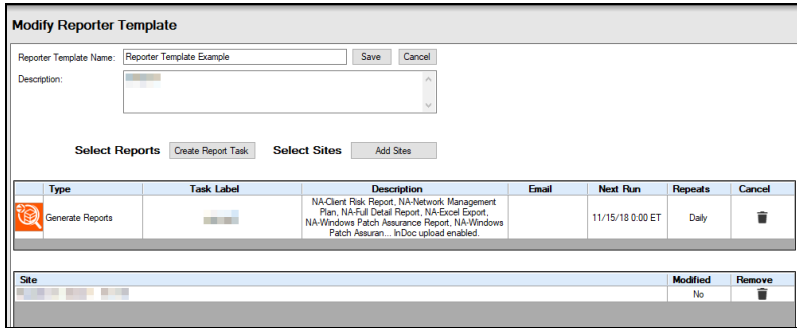 Modify Reporter Template
Reporter Template Name: Reporter Template Example Save Cancel
Description:
Select Reports Create Report Task Select Sites Add Sites
Type Task Label Description Email Next Run Repeats Cancel
Generate Reports NA-Client Risk Report, NA-Network Management
Plan, NA-Full Detail Report, NA-Excel Export,
NA-Windows Patch Assurance Report, NA-Windows
Patch Assuran... InDoc upload enabled. 11/15/18 0:00 ET Daily
Site Modified Remove
No